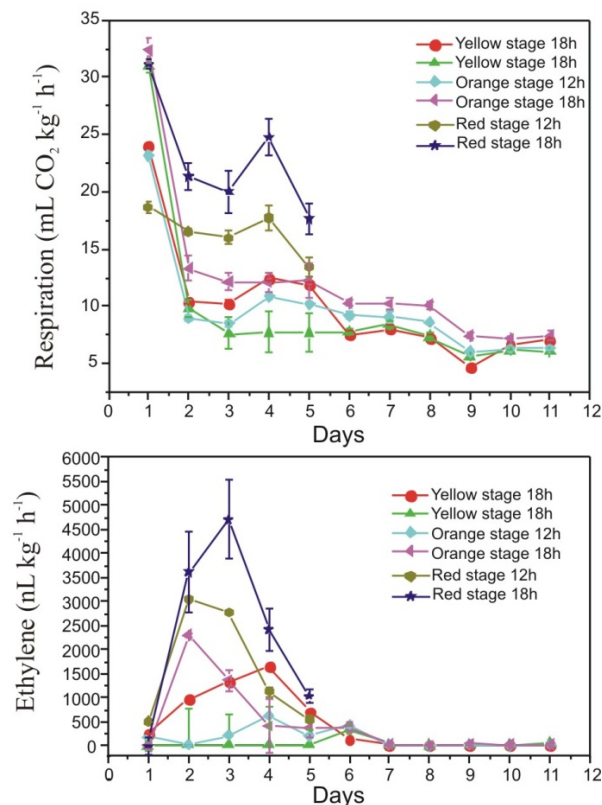 35
30
25
20
15
10
5
0 1 2 3 4 5 6 7 8 9 10 11 12
Respiration (mL CO₂ kg⁻¹ h⁻¹)
Days
Yellow stage 18h
Yellow stage 18h
Orange stage 12h
Orange stage 18h
Red stage 12h
Red stage 18h
6000
5500
5000
4500
4000
3500
3000
2500
2000
1500
1000
500
0
0 1 2 3 4 5 6 7 8 9 10 11 12
Ethylene (nL kg⁻¹ h⁻¹)
Days
Yellow stage 18h
Yellow stage 18h
Orange stage 12h
Orange stage 18h
Red stage 12h
Red stage 18h